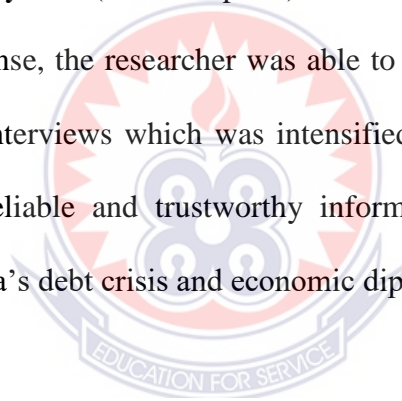 nse, the researcher was able to
nterviews which was intensified
eliable and trustworthy inform
a's debt crisis and economic dip
EDUCATION FOR SERVICE